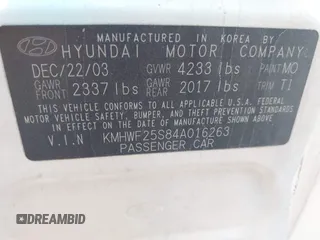 MANUFACTURED IN KOREA BY
HYUNDAI MOTOR COMPANY
DEC/22/03 GVWR 4233 lbs PAINT MO
GAWR FRONT 2337 lbs GAWR REAR 2017 lbs TRIM TI
THIS VEHICLE CONFORMS TO ALL APPLICABLE U.S. FEDERAL
MOTOR VEHICLE SAFETY, BUMPER, AND THEFT PREVENTION
STANDARDS IN EFFECT ON THE DATE OF MANUFACTURE SHOWN ABOVE.
V.I.N KMHWF25S84A016263
PASSENGER CAR
DREAMBID